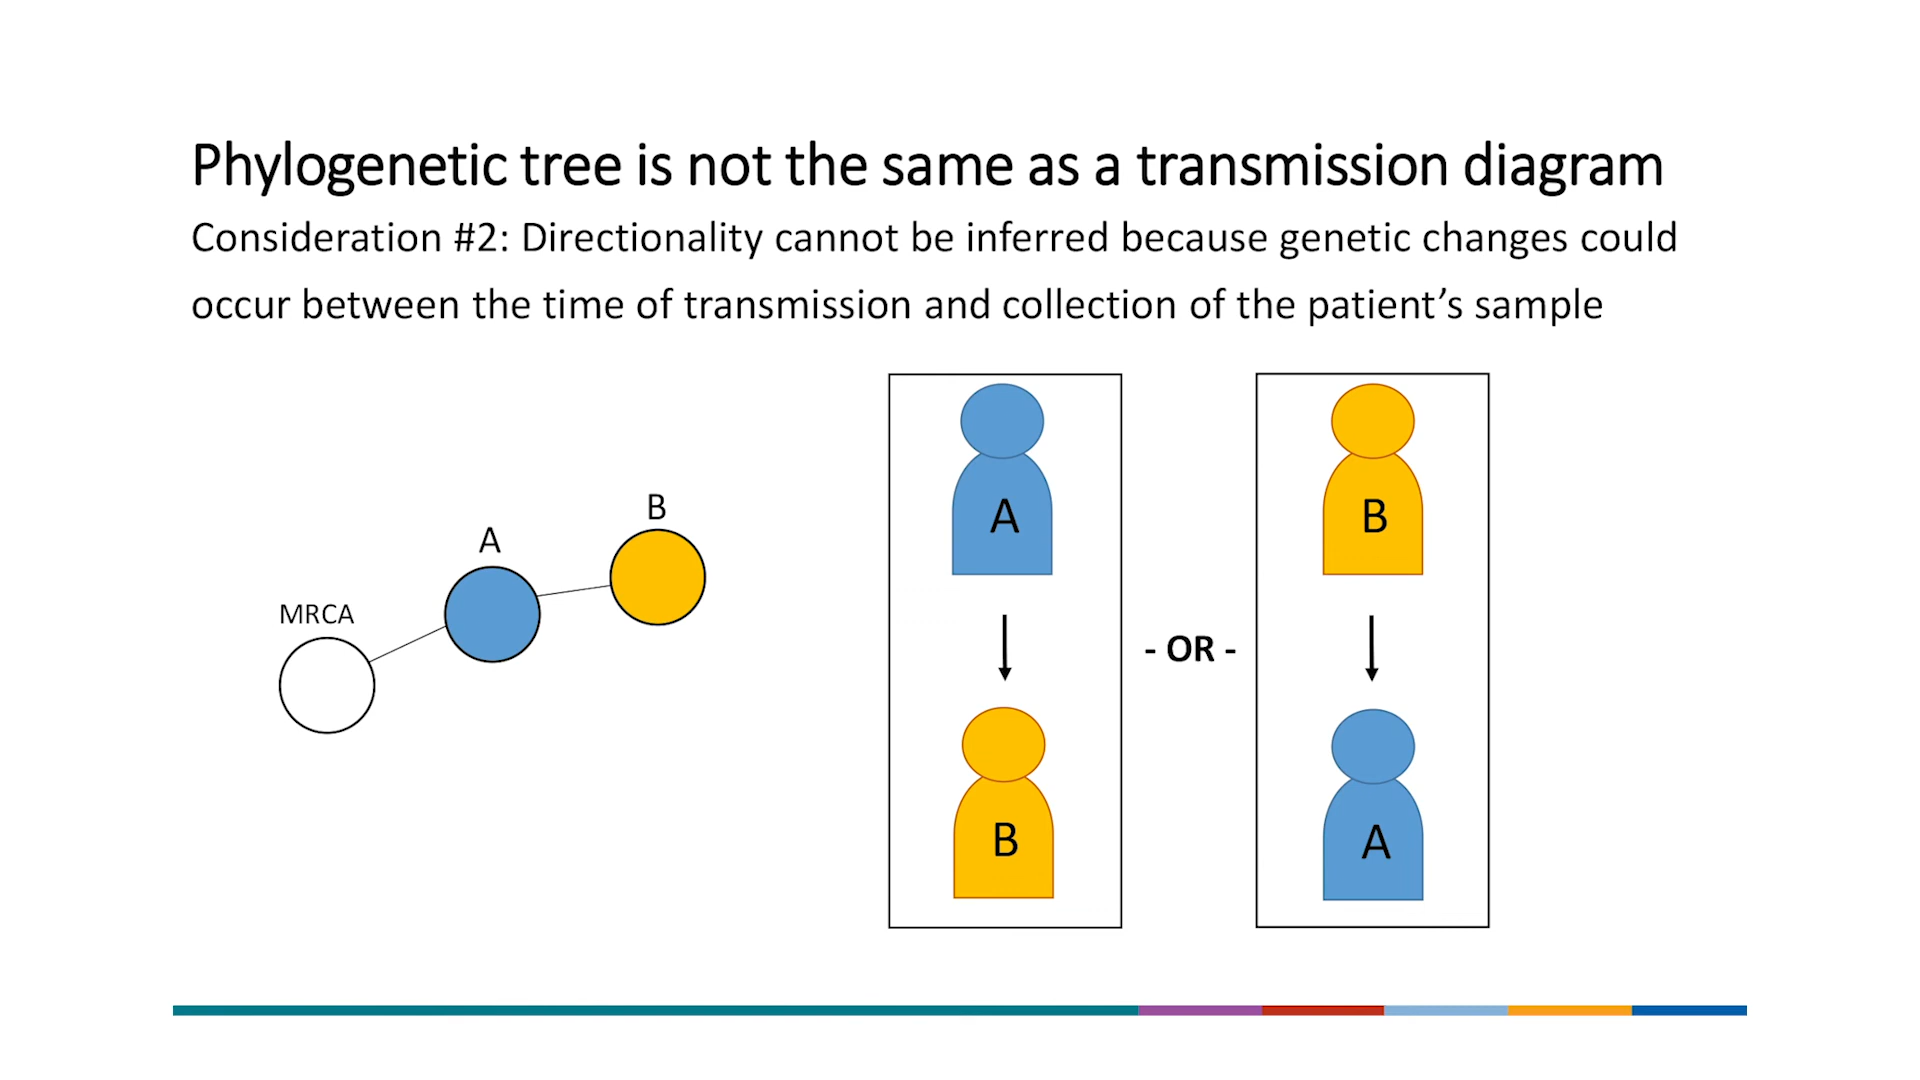 Phylogenetic tree is not the same as a transmission diagram
Consideration #2: Directionality cannot be inferred because genetic changes could
occur between the time of transmission and collection of the patient’s sample
MRCA
A
B
A
B
- OR -
B
A